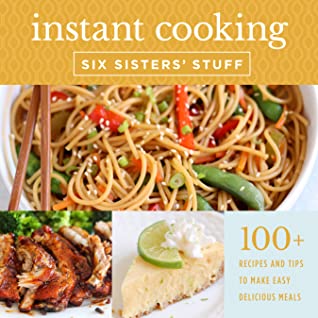 instant cooking
SIX SISTERS' STUFF
100+
RECIPES AND TIPS
TO MAKE EASY
DELICIOUS MEALS